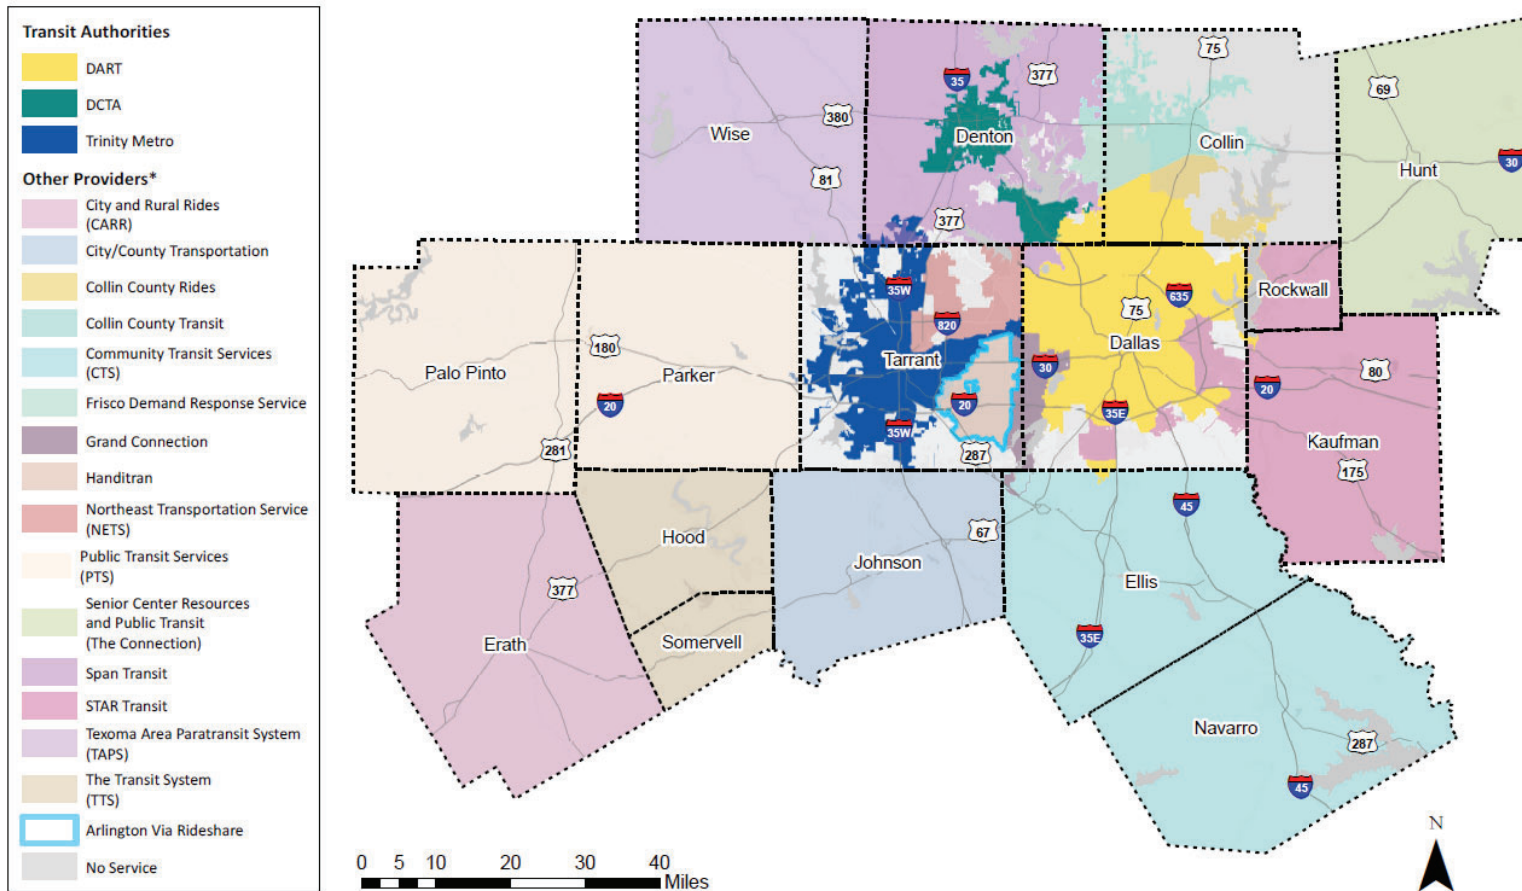 Transit Authorities
DART
DCTA
Trinity Metro
Other Providers*
City and Rural Rides
(CARR)
City/County Transportation
Collin County Rides
Collin County Transit
Community Transit Services
(CTS)
Frisco Demand Response Service
Grand Connection
Handitran
Northeast Transportation Service
(NETS)
Public Transit Services
(PTS)
Senior Center Resources
and Public Transit
(The Connection)
Span Transit
STAR Transit
Texoma Area Paratransit System
(TAPS)
The Transit System
(TTS)
Arlington Via Rideshare
No Service
75
35
377
69
380
Wise
Denton
Collin
Hunt
30
81
377
35W
635
Rockwall
75
820
180
Dallas
Tarrant
30
80
Palo Pinto
Parker
20
20
20
35E
35W
281
287
Kaufman
175
45
67
Hood
Johnson
Ellis
377
35E
Erath
Somervell
Navarro
287
45
N
0 5 10 20 30 40
Miles